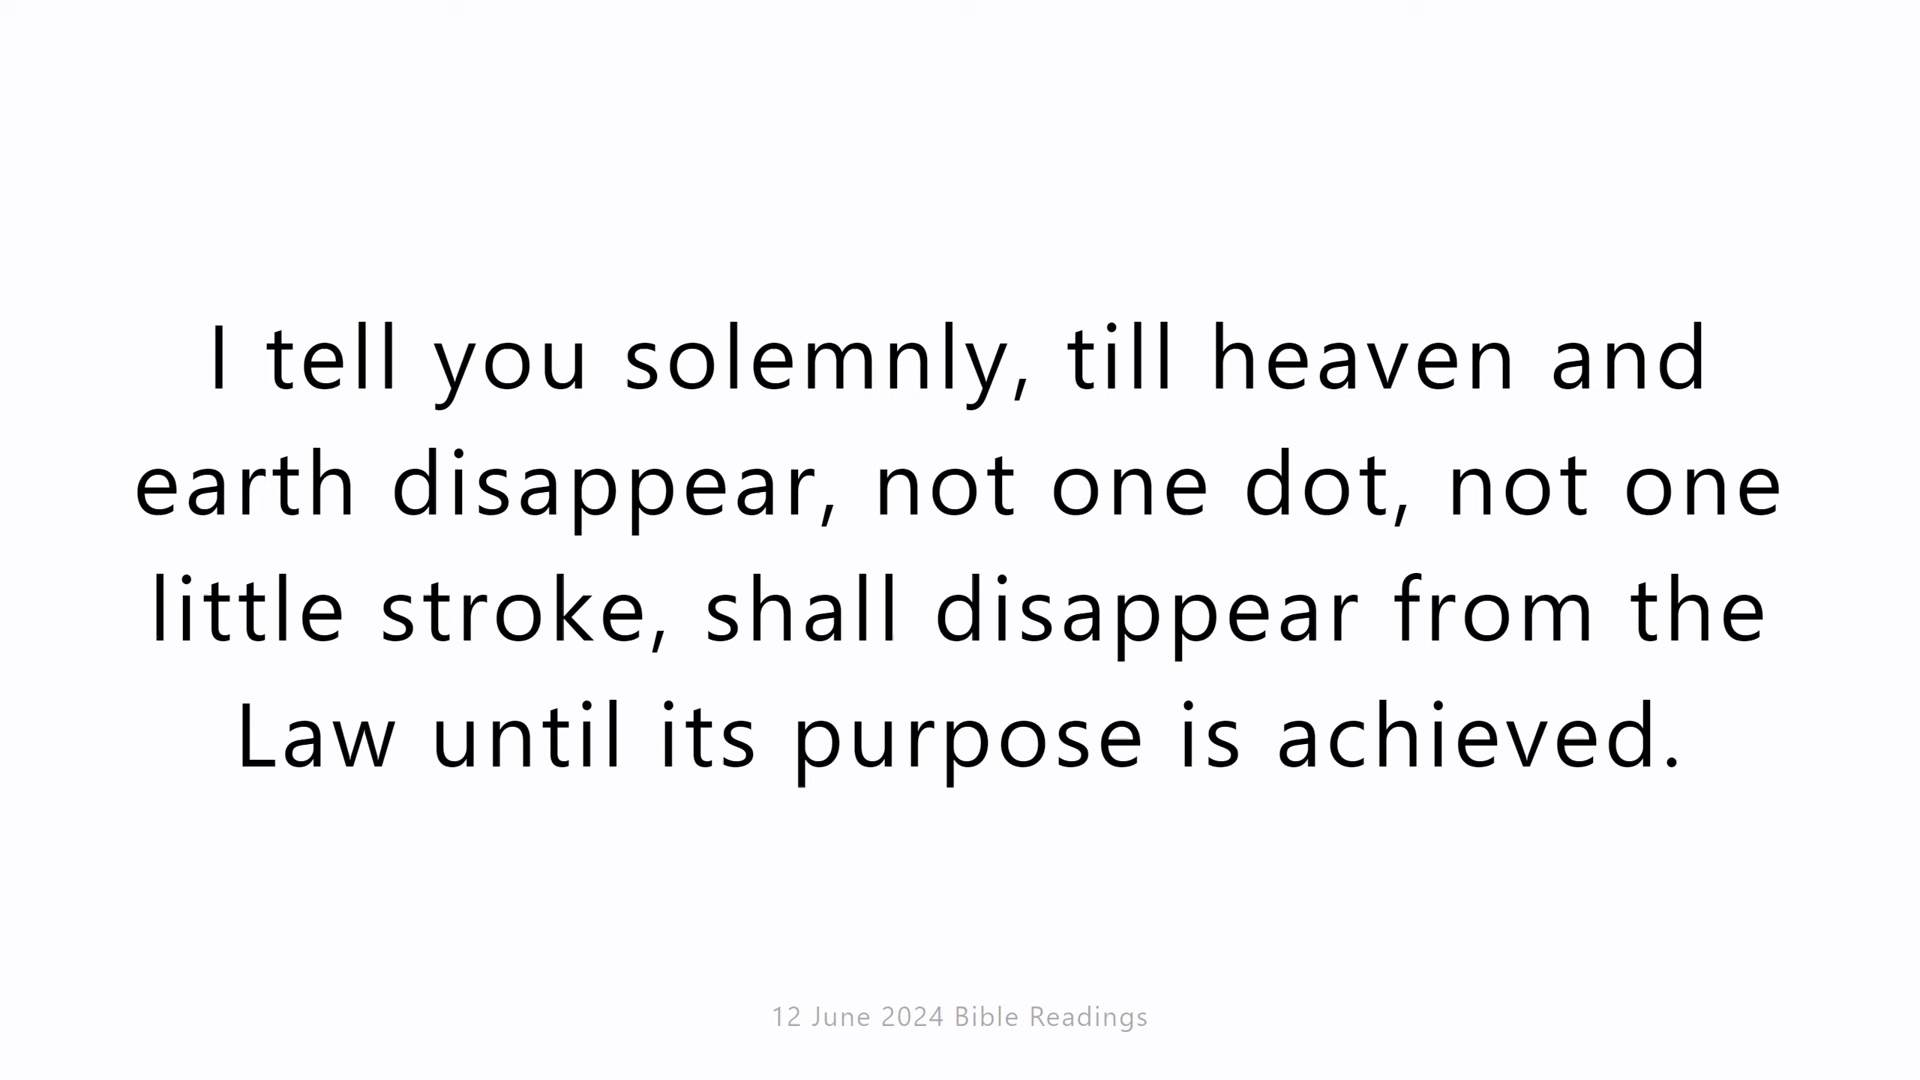 I tell you solemnly, till heaven and
earth disappear, not one dot, not one
little stroke, shall disappear from the
Law until its purpose is achieved.
12 June 2024 Bible Readings